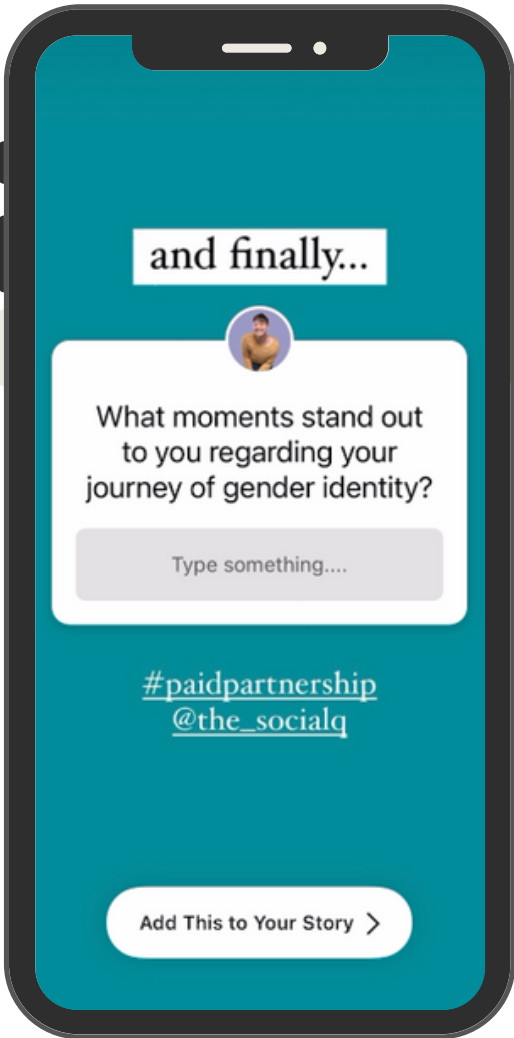 and finally...
What moments stand out
to you regarding your
journey of gender identity?
Type something....
#paidpartnership
@the_socialq
Add This to Your Story